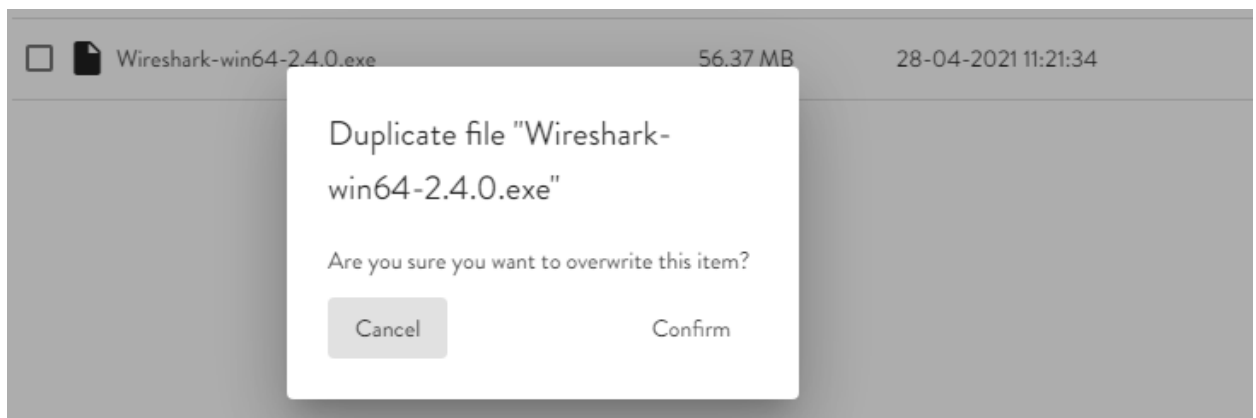 Wireshark-win64-2.4.0.exe 56.37 MB 28-04-2021 11:21:34
Duplicate file "Wireshark-
win64-2.4.0.exe"
Are you sure you want to overwrite this item?
Cancel Confirm